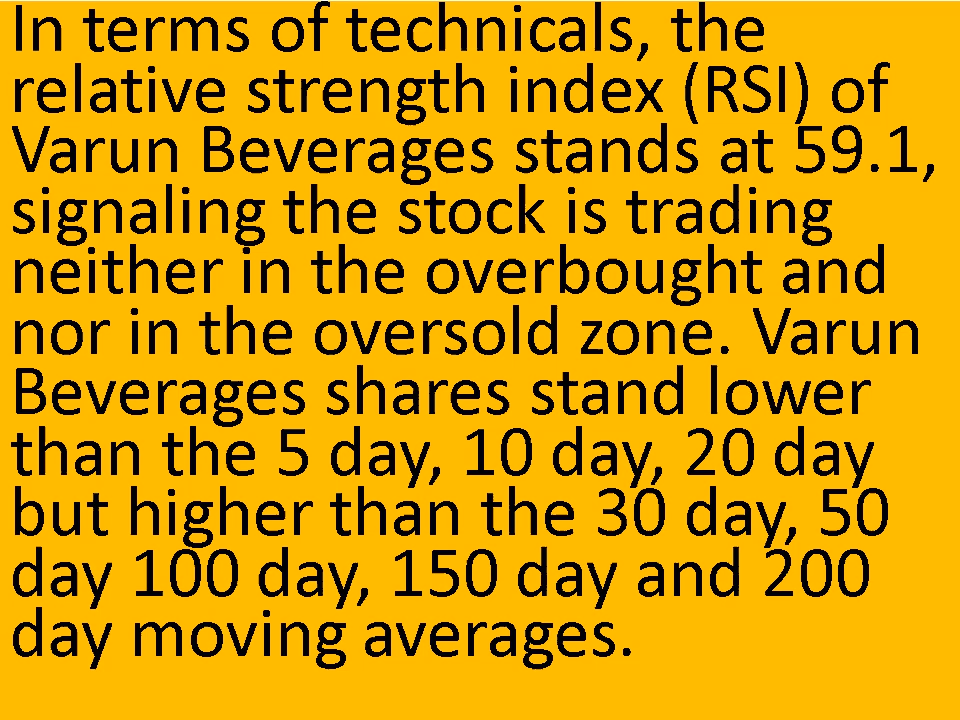 In terms of technicals, the
relative strength index (RSI) of
Varun Beverages stands at 59.1,
signaling the stock is trading
neither in the overbought and
nor in the oversold zone. Varun
Beverages shares stand lower
than the 5 day, 10 day, 20 day
but higher than the 30 day, 50
day 100 day, 150 day and 200
day moving averages.